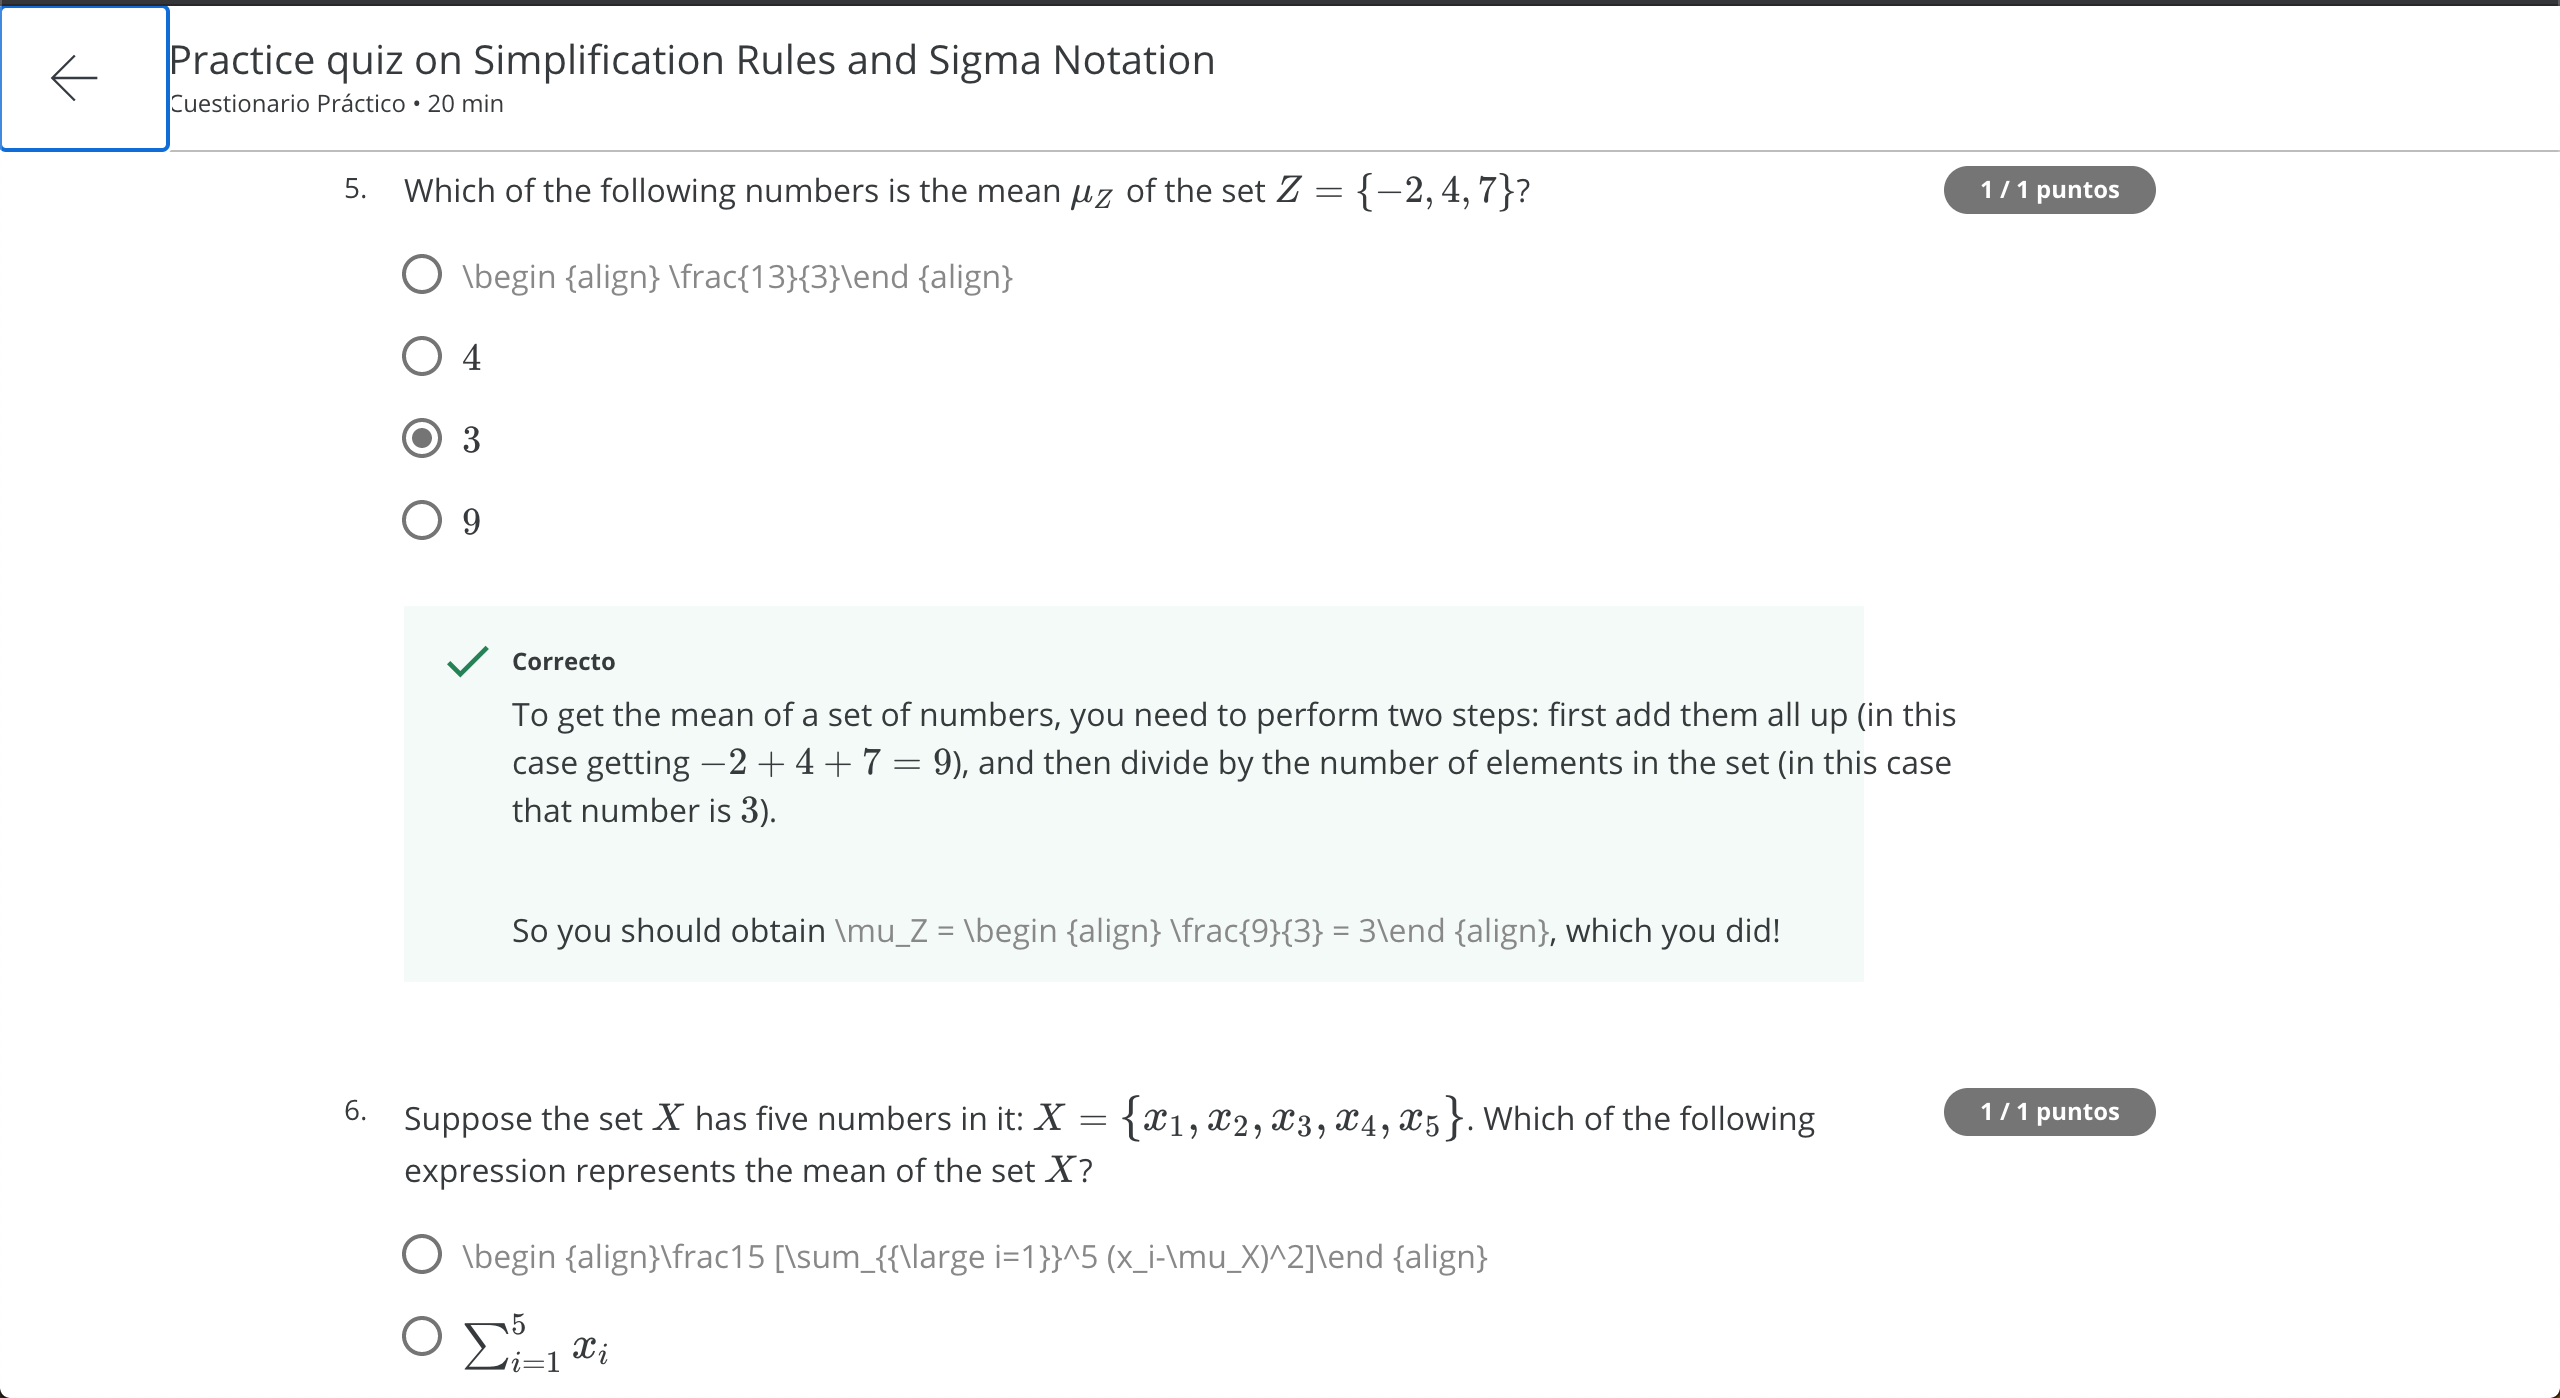 Practice quiz on Simplification Rules and Sigma Notation
Cuestionario Práctico • 20 min
5. Which of the following numbers is the mean μ_Z of the set Z = {−2, 4, 7}?
1 / 1 puntos
\begin {align} \frac{13}{3}\end {align}
4
3
9
Correcto
To get the mean of a set of numbers, you need to perform two steps: first add them all up (in this
case getting −2 + 4 + 7 = 9), and then divide by the number of elements in the set (in this case
that number is 3).
So you should obtain \mu_Z = \begin {align} \frac{9}{3} = 3\end {align}, which you did!
6. Suppose the set X has five numbers in it: X = {x₁, x₂, x₃, x₄, x₅}. Which of the following
1 / 1 puntos
expression represents the mean of the set X?
\begin {align}\frac15 [\sum_{{\large i=1}}^5 (x_i-\mu_X)^2]\end {align}
∑_{i=1}^5 x_i